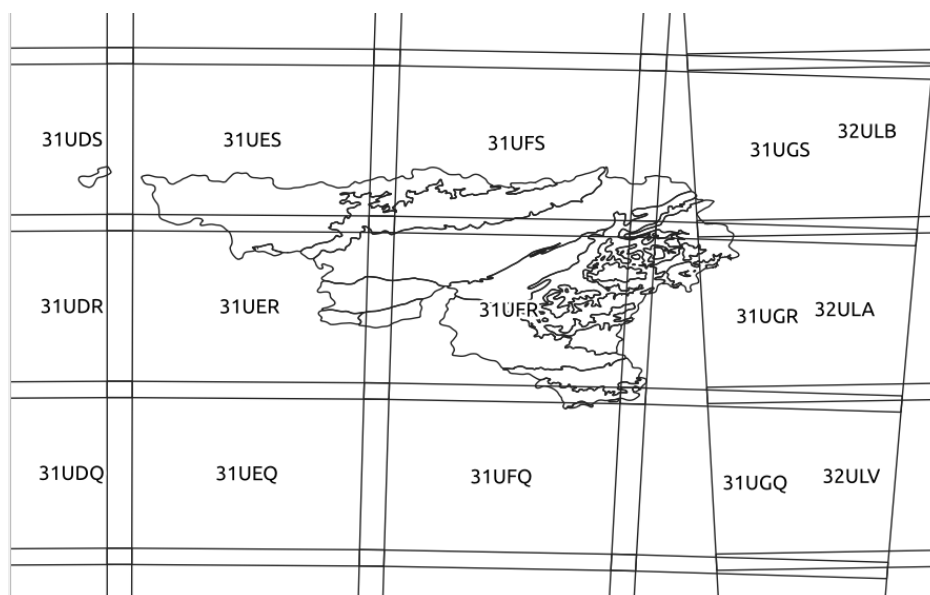 31UDS 31UES 31UFS 31UGS 32ULB
31UDR 31UER 31UFR 31UGR 32ULA
31UDQ 31UEQ 31UFQ 31UGQ 32ULV